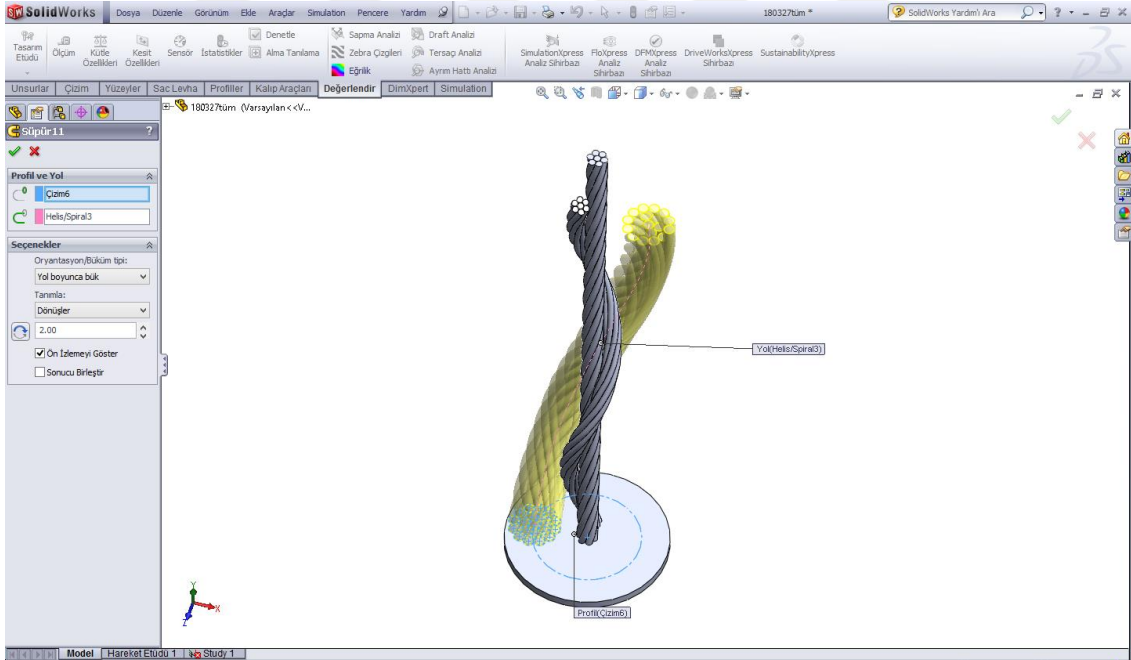 SolidWorks Dosya Düzenle Görünüm Ekle Araçlar Simulation Pencere Yardım 180327tüm * SolidWorks Yardım'ı Ara
Tasarım Etüdü
Ölçüm
Kütle Özellikleri
Kesit Özellikleri
Sensör
İstatistikler
Denetle
Alma Tanılama
Sapma Analizi
Zebra Çizgileri
Eğrilik
Draft Analizi
Tersaçı Analizi
Ayrım Hattı Analizi
SimulationXpress Analiz Sihirbazı
FloXpress Analiz Sihirbazı
DFMXpress Analiz Sihirbazı
DriveWorksXpress Sihirbazı
SustainabilityXpress
Unsurlar Çizim Yüzeyler Sac Levha Profiller Kalıp Araçları Değerlendir DimXpert Simulation
180327tüm (Varsayılan<<V...
Süpür11 ?
Profil ve Yol
Çizim6
Helis/Spiral3
Seçenekler
Oryantasyon/Büküm tipi:
Yol boyunca bük
Tanımla:
Dönüşler
2.00
Ön İzlemeyi Göster
Sonucu Birleştir
Yol(Helis/Spiral3)
Profil(Çizim6)
Y
X
Z
Model Hareket Etüdü 1 Study 1